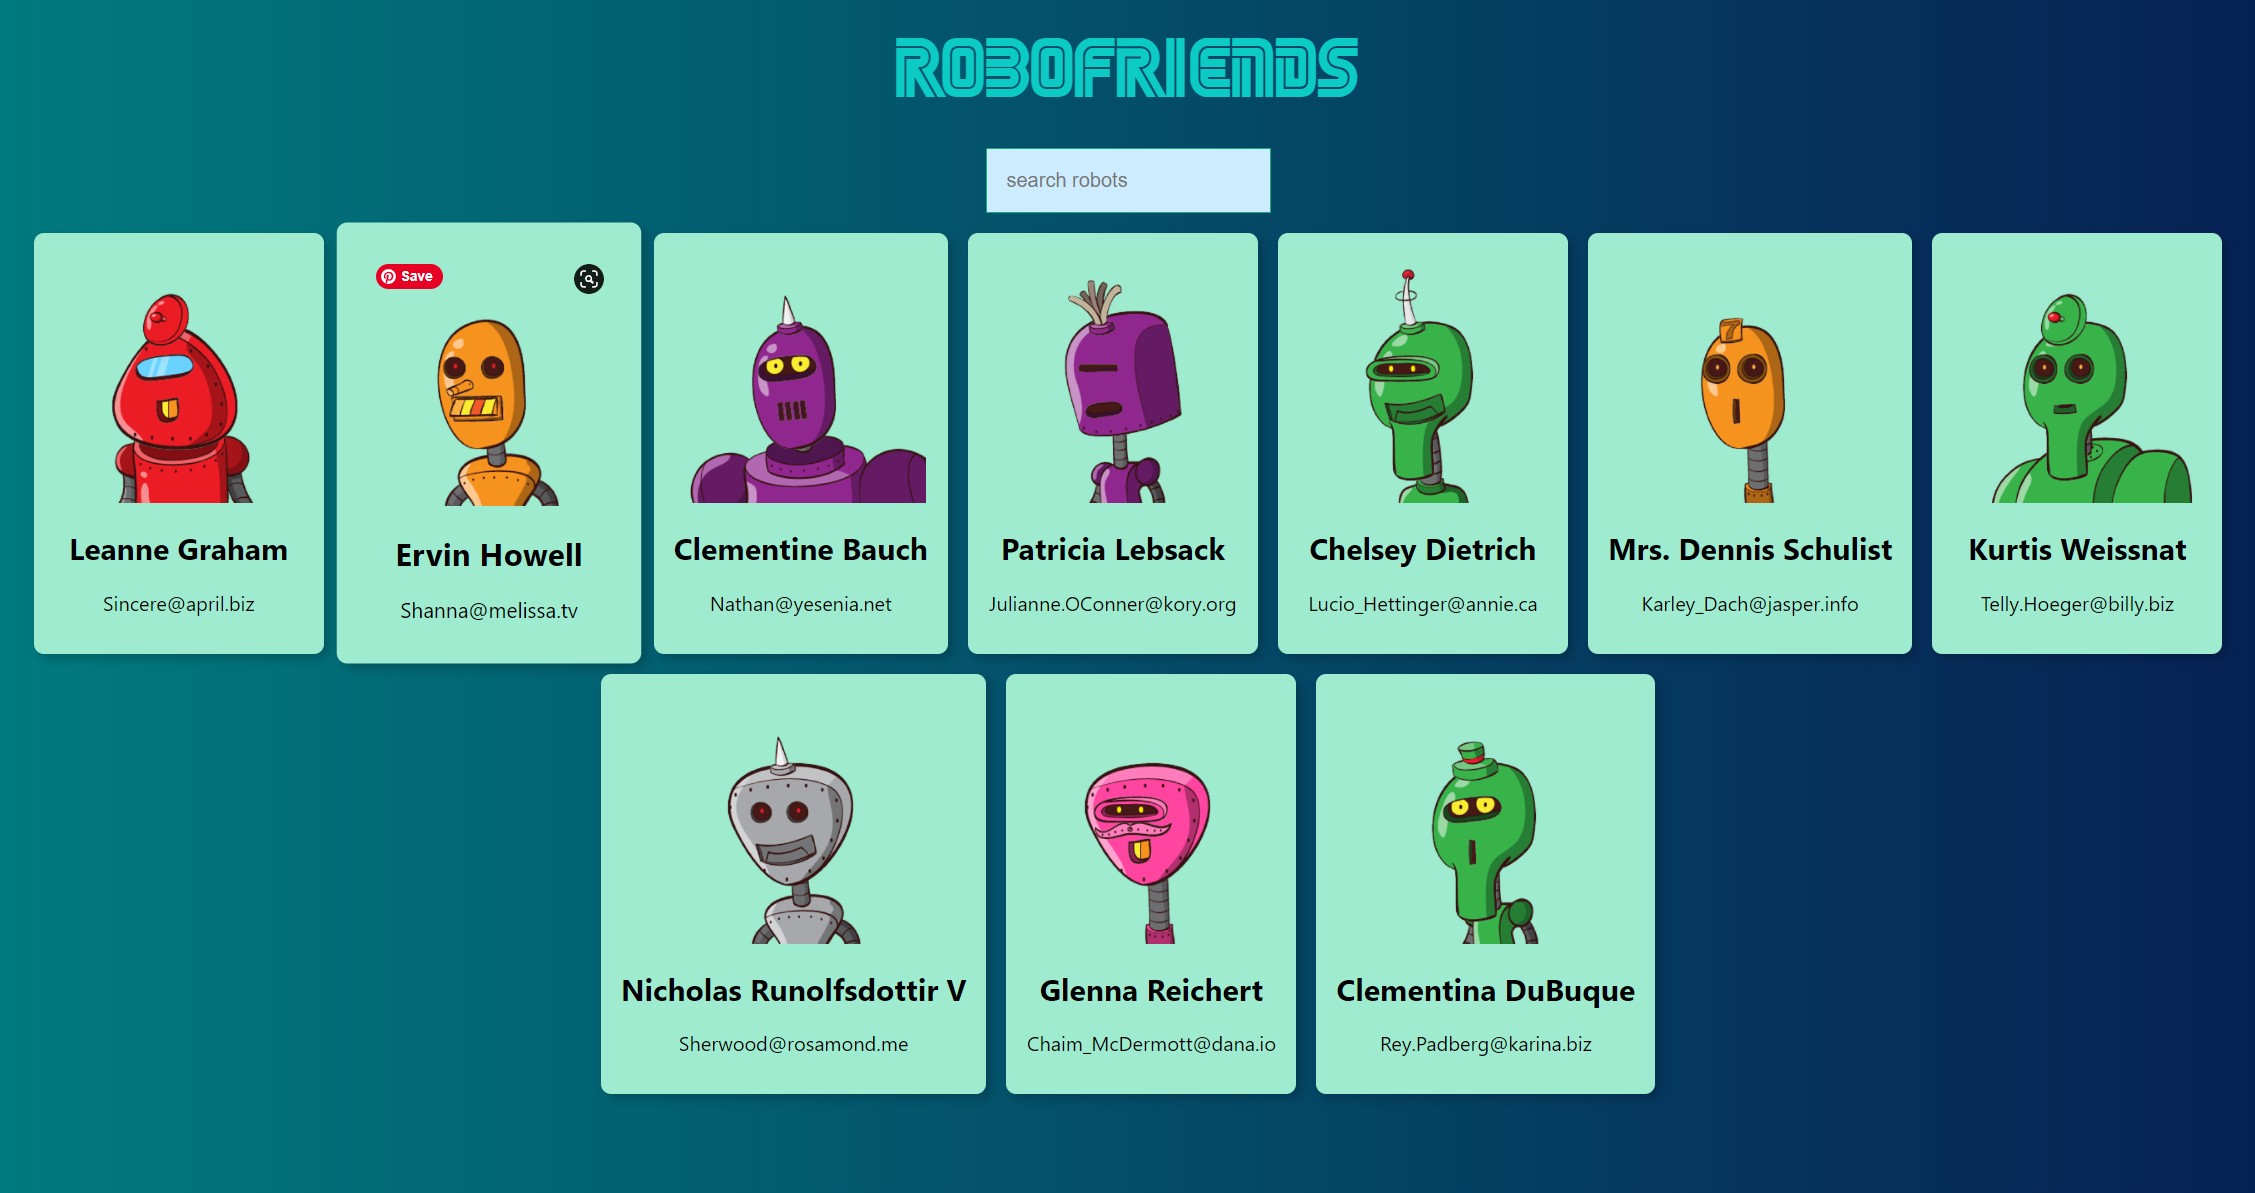 ROBOFRIENDS
search robots
Save
7
Leanne Graham
Sincere@april.biz
Ervin Howell
Shanna@melissa.tv
Clementine Bauch
Nathan@yesenia.net
Patricia Lebsack
Julianne.OConner@kory.org
Chelsey Dietrich
Lucio_Hettinger@annie.ca
Mrs. Dennis Schulist
Karley_Dach@jasper.info
Kurtis Weissnat
Telly.Hoeger@billy.biz
Nicholas Runolfsdottir V
Sherwood@rosamond.me
Glenna Reichert
Chaim_McDermott@dana.io
Clementina DuBuque
Rey.Padberg@karina.biz